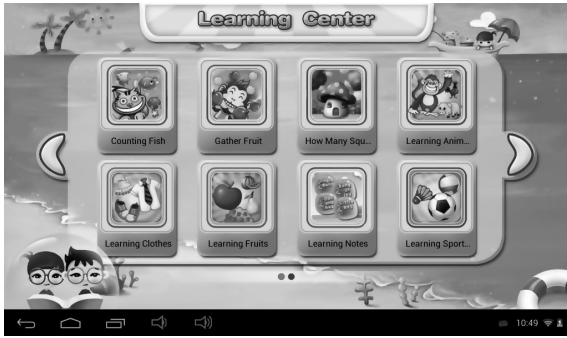 Learning Center
Counting Fish
Gather Fruit
How Many Squ...
Learning Anim...
Learning Clothes
Learning Fruits
Learning Notes
Learning Sport...
10:49